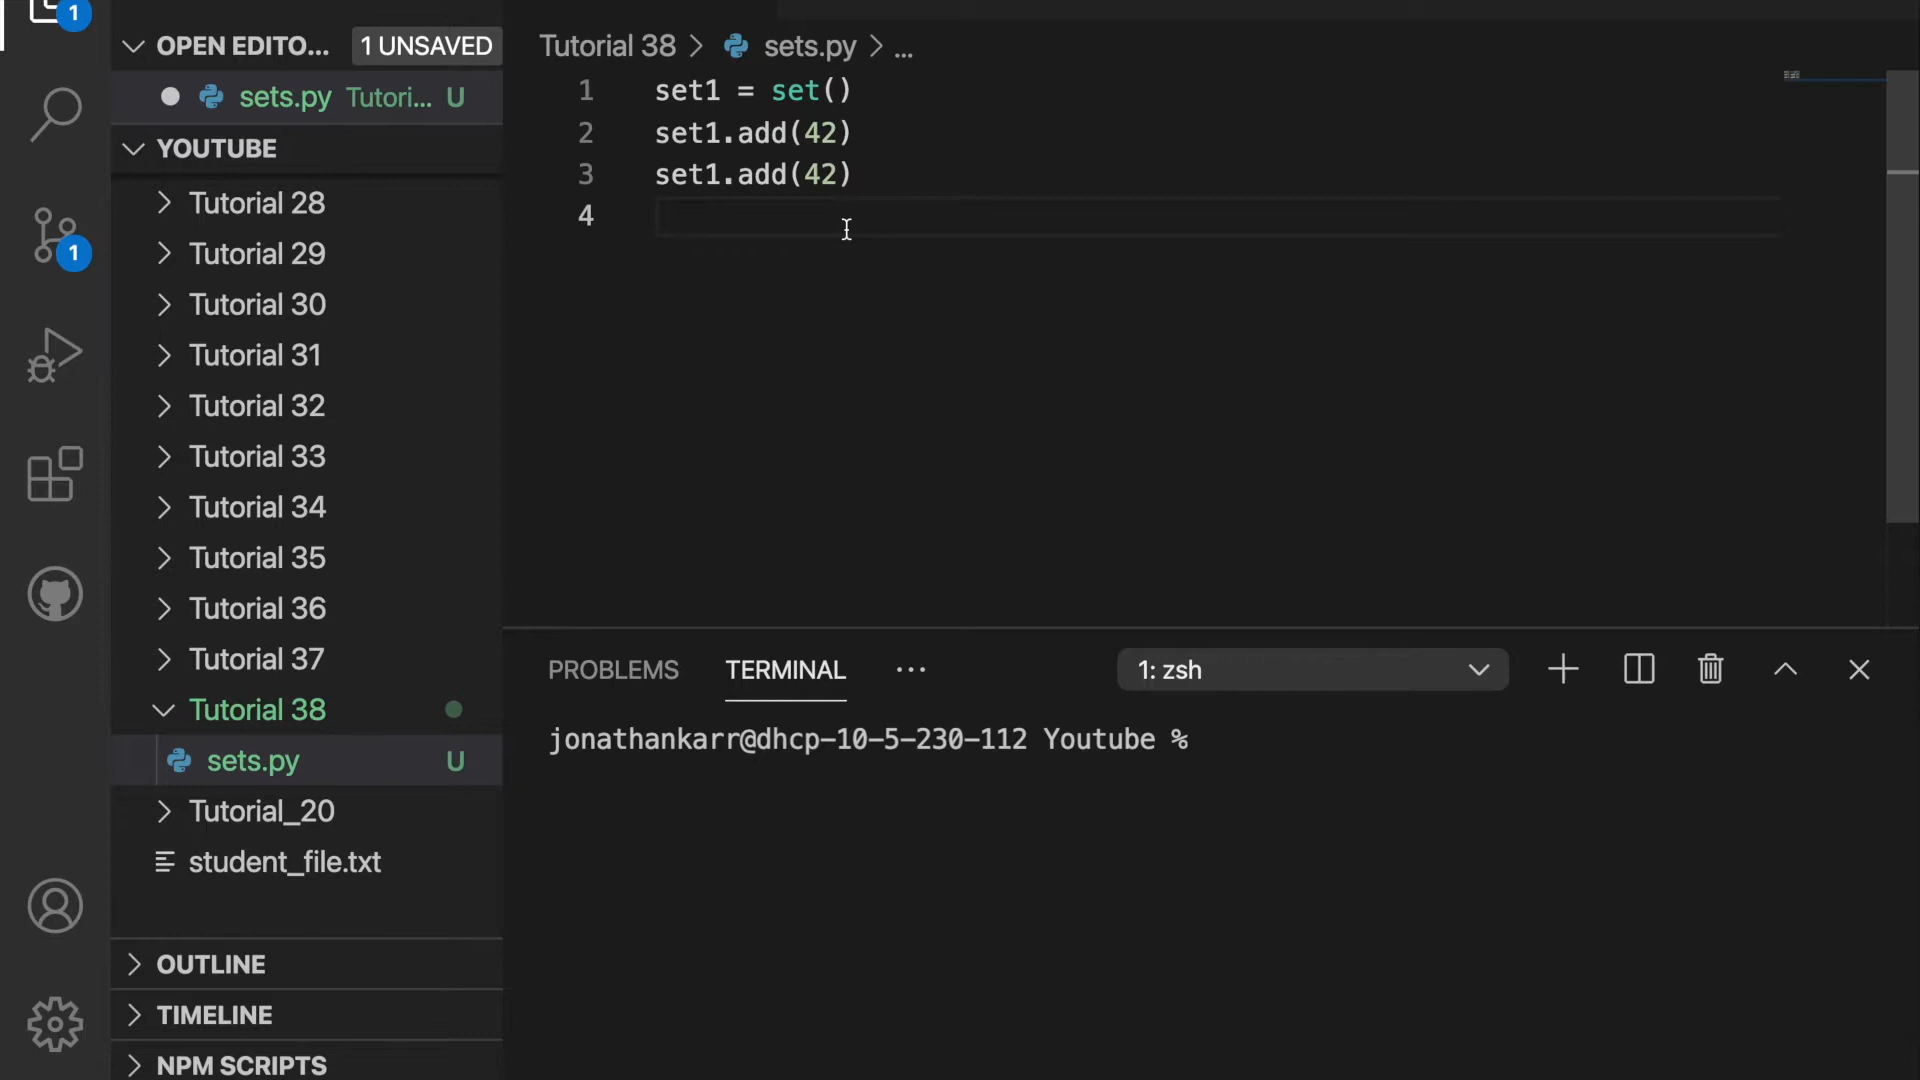 1
OPEN EDITO... 1 UNSAVED
sets.py Tutori... U
YOUTUBE
Tutorial 28
Tutorial 29
Tutorial 30
Tutorial 31
Tutorial 32
Tutorial 33
Tutorial 34
Tutorial 35
Tutorial 36
Tutorial 37
Tutorial 38
sets.py U
Tutorial_20
student_file.txt
OUTLINE
TIMELINE
NPM SCRIPTS
1
Tutorial 38 > sets.py > ...
1 set1 = set()
2 set1.add(42)
3 set1.add(42)
4
PROBLEMS TERMINAL ... 1: zsh
jonathankarr@dhcp-10-5-230-112 Youtube %